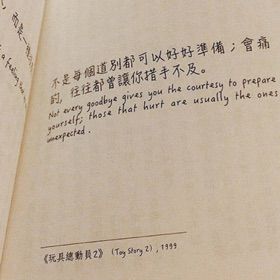 不是每個道別都可以好好準備；會痛
的，往往都曾讓你措手不及。
Not every goodbye gives you the courtesy to prepare
yourself; those that hurt are usually the ones
unexpected.
《玩具總動員2》 (Toy Story 2), 1999